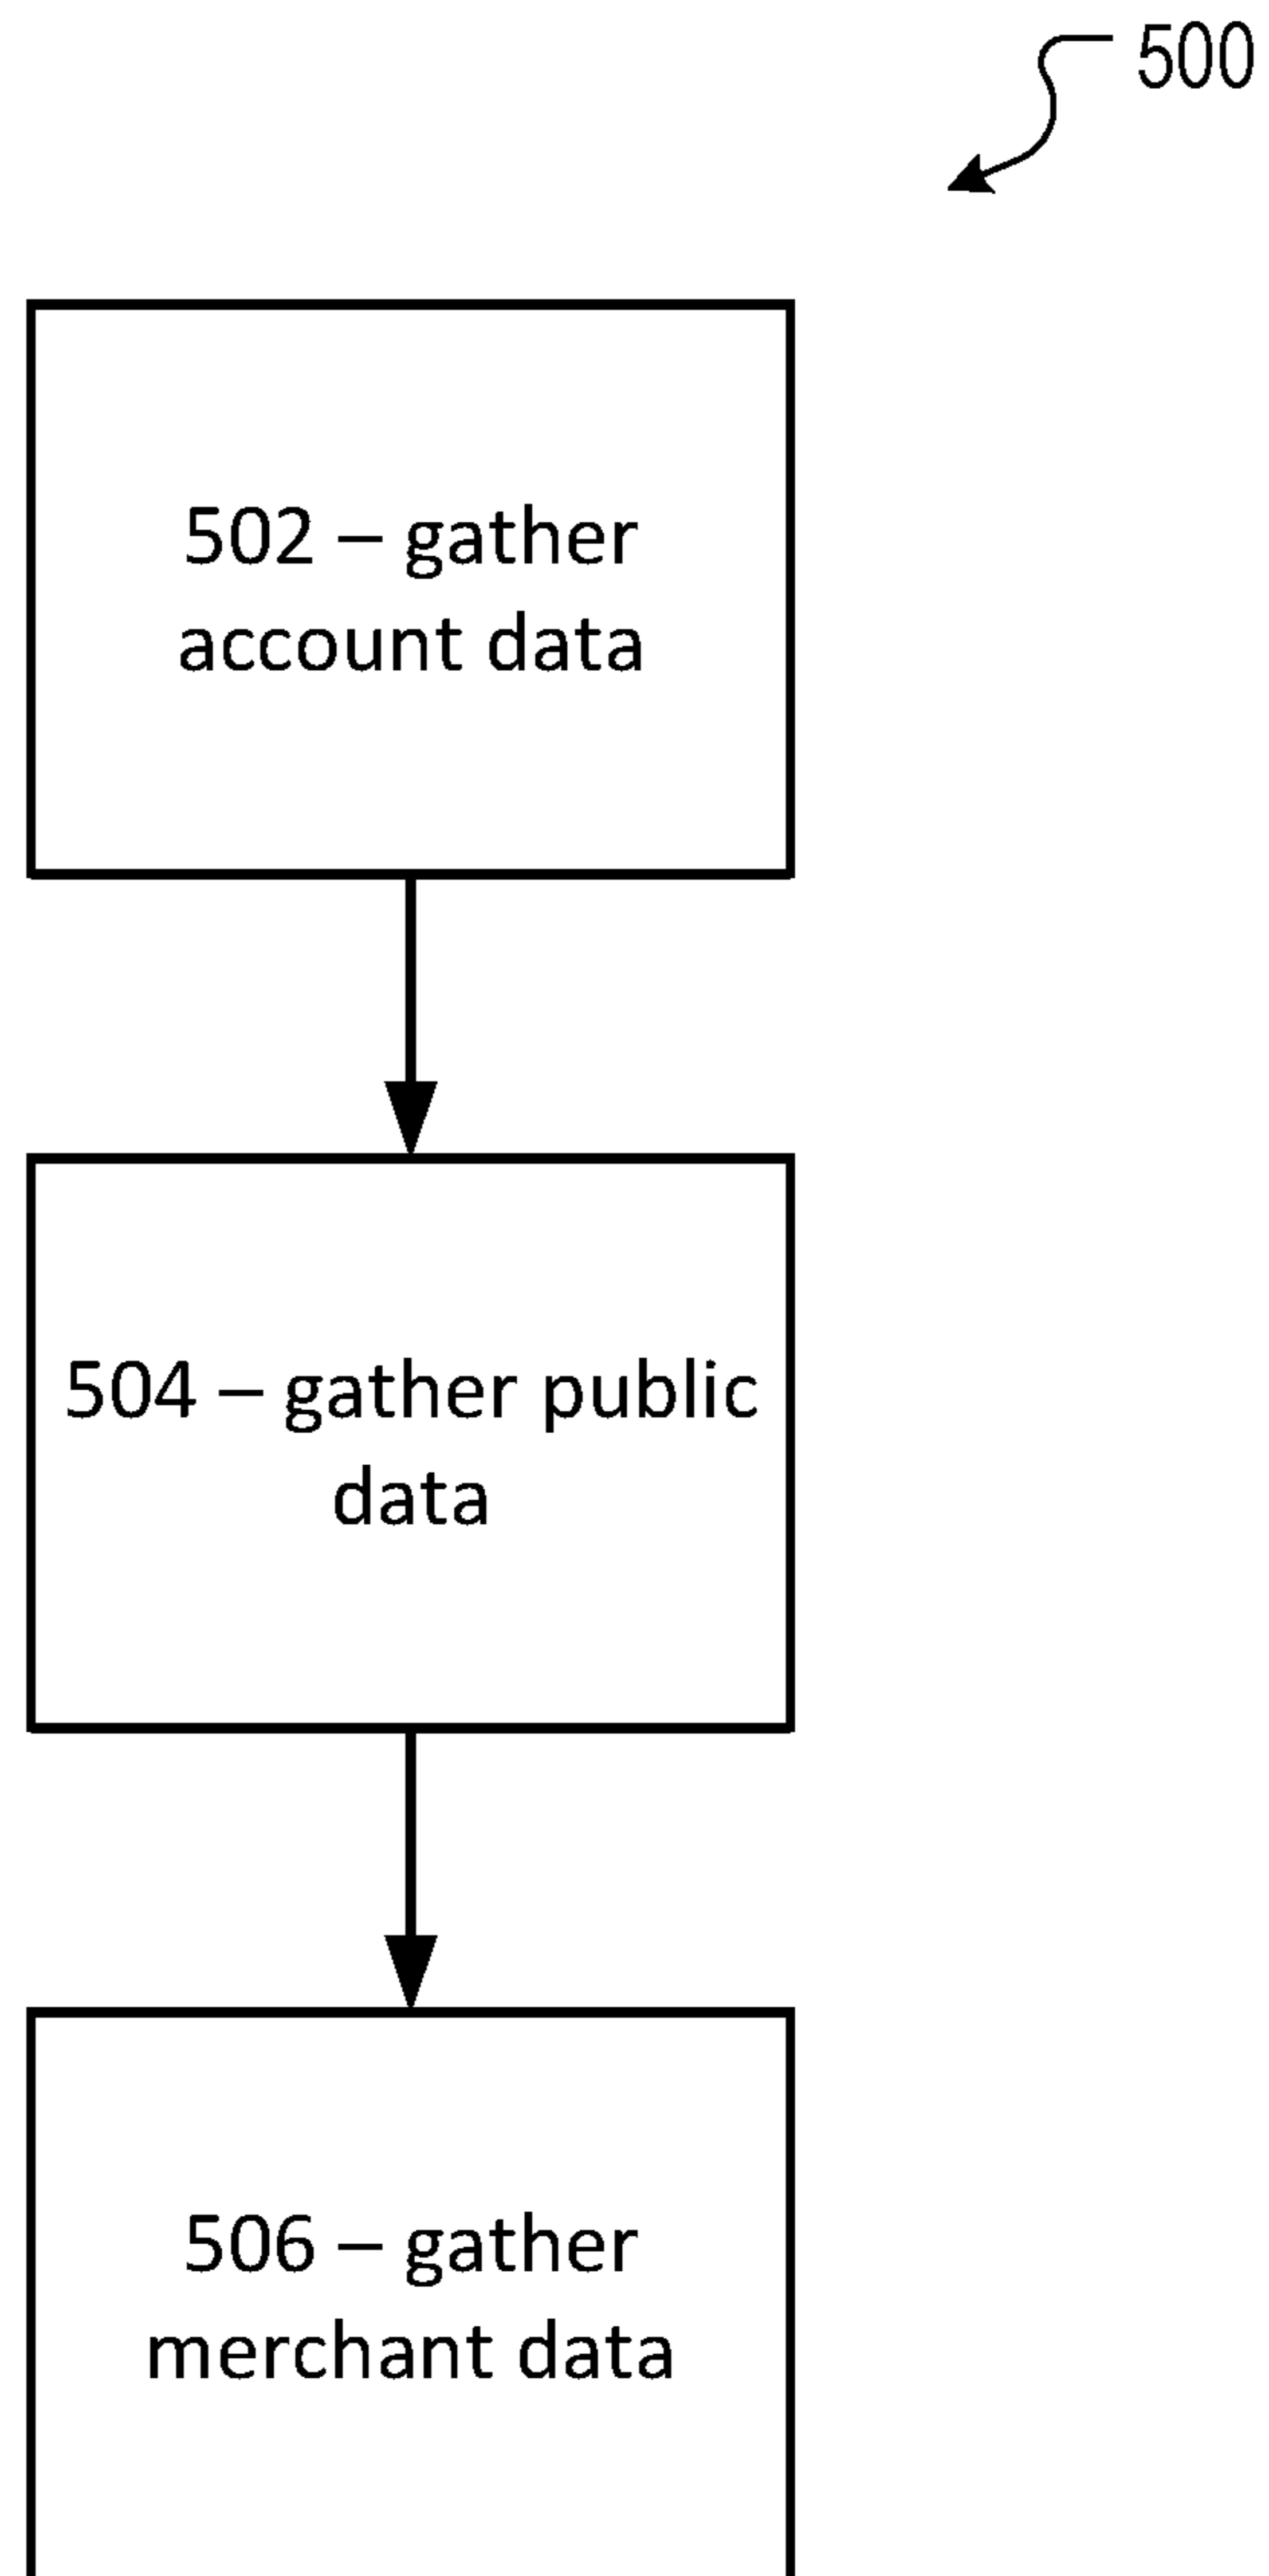 500
502 – gather
account data
504 – gather public
data
506 – gather
merchant data